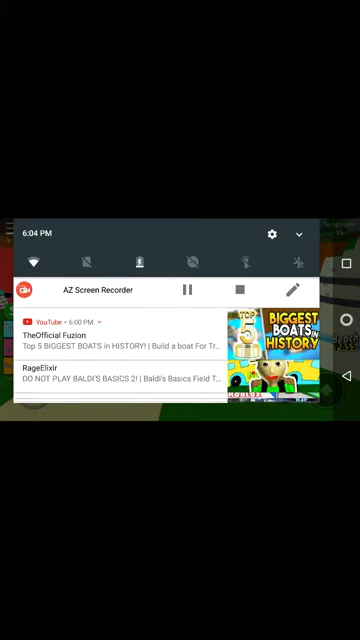 6:04 PM
AZ Screen Recorder
YouTube • 6:00 PM
TheOfficial Fuzion
Top 5 BIGGEST BOATS in HISTORY! | Build a boat For Tr...
RageElixir
DO NOT PLAY BALDI'S BASICS 2! | Baldi's Basics Field T...
TOP
5
BIGGEST
BOATS IN
HISTORY
Beach
PASS